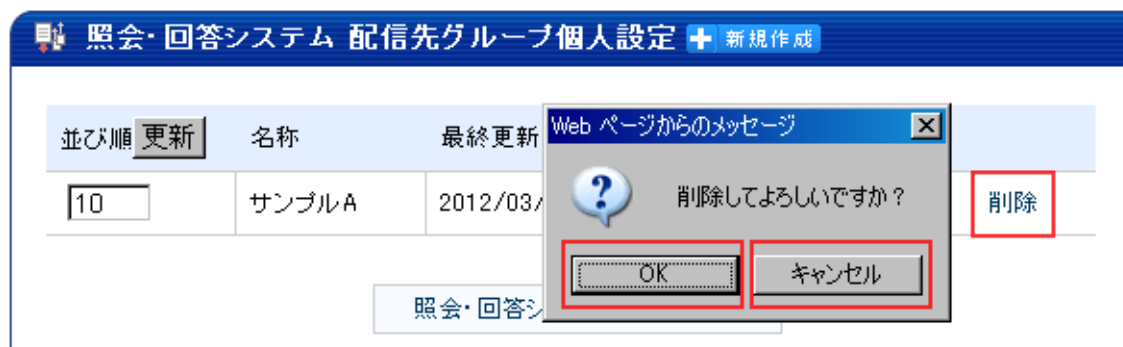 照会・回答システム 配信先グループ個人設定 新規作成
並び順 更新 名称 最終更新
Web ページからのメッセージ
削除してよろしいですか？
10 サンプルA 2012/03/ 削除
OK キャンセル
照会・回答シ